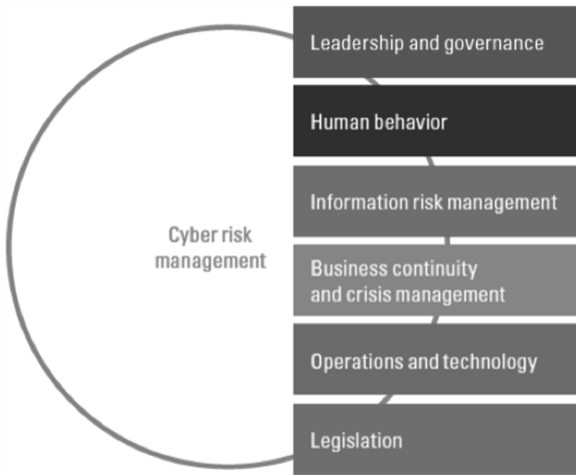 Leadership and governance
Human behavior
Information risk management
Cyber risk
management
Business continuity
and crisis management
Operations and technology
Legislation